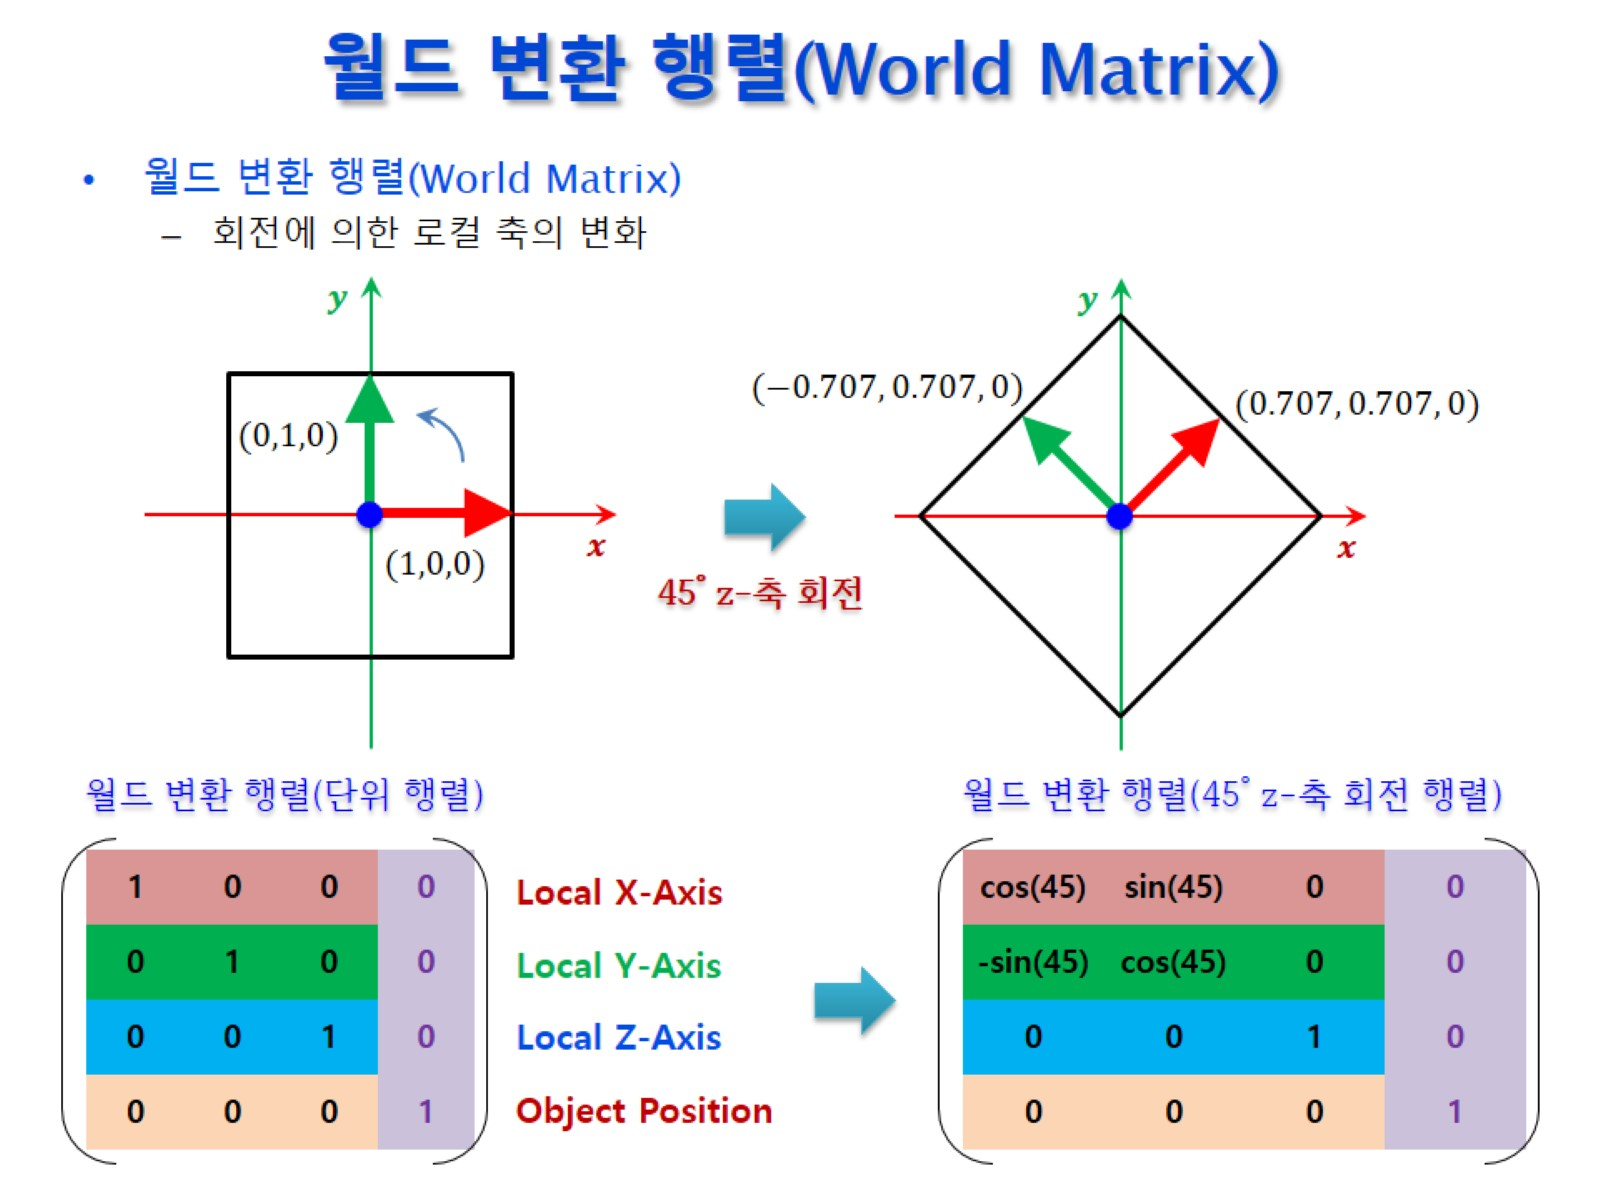 월드 변환 행렬(World Matrix)
• 월드 변환 행렬(World Matrix)
– 회전에 의한 로컬 축의 변화
y
(0,1,0)
(1,0,0)
x
45° z-축 회전
y
(−0.707, 0.707, 0)
(0.707, 0.707, 0)
x
월드 변환 행렬(단위 행렬)
1 0 0 0
0 1 0 0
0 0 1 0
0 0 0 1
Local X-Axis
Local Y-Axis
Local Z-Axis
Object Position
월드 변환 행렬(45° z-축 회전 행렬)
cos(45) sin(45) 0 0
-sin(45) cos(45) 0 0
0 0 1 0
0 0 0 1